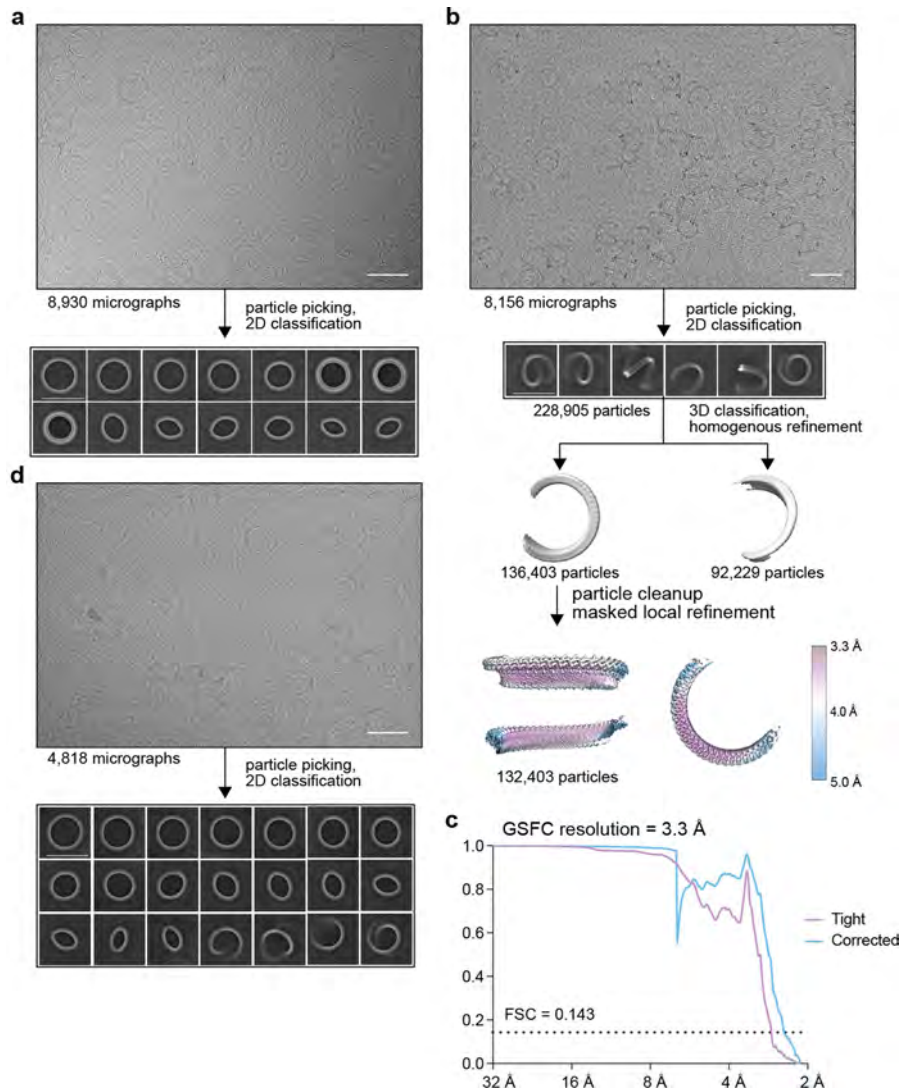 a
8,930 micrographs
particle picking,
2D classification
b
8,156 micrographs
particle picking,
2D classification
228,905 particles
3D classification,
homogenous refinement
136,403 particles
92,229 particles
particle cleanup
masked local refinement
132,403 particles
3.3 Å
4.0 Å
5.0 Å
d
4,818 micrographs
particle picking,
2D classification
c
GSFC resolution = 3.3 Å
1.0
0.8
0.6
0.4
0.2
0.0
FSC = 0.143
Tight
Corrected
32 Å
16 Å
8 Å
4 Å
2 Å